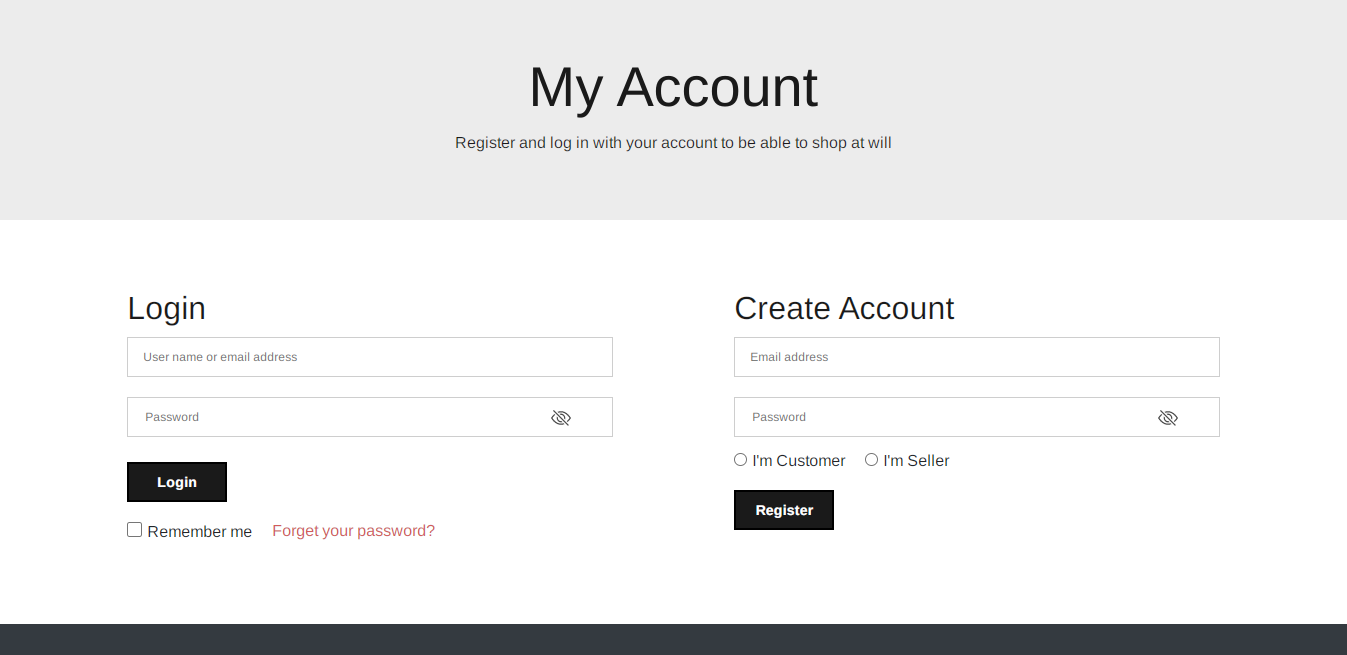 My Account
Register and log in with your account to be able to shop at will
Login
User name or email address
Password
Login
Remember me Forget your password?
Create Account
Email address
Password
I'm Customer I'm Seller
Register